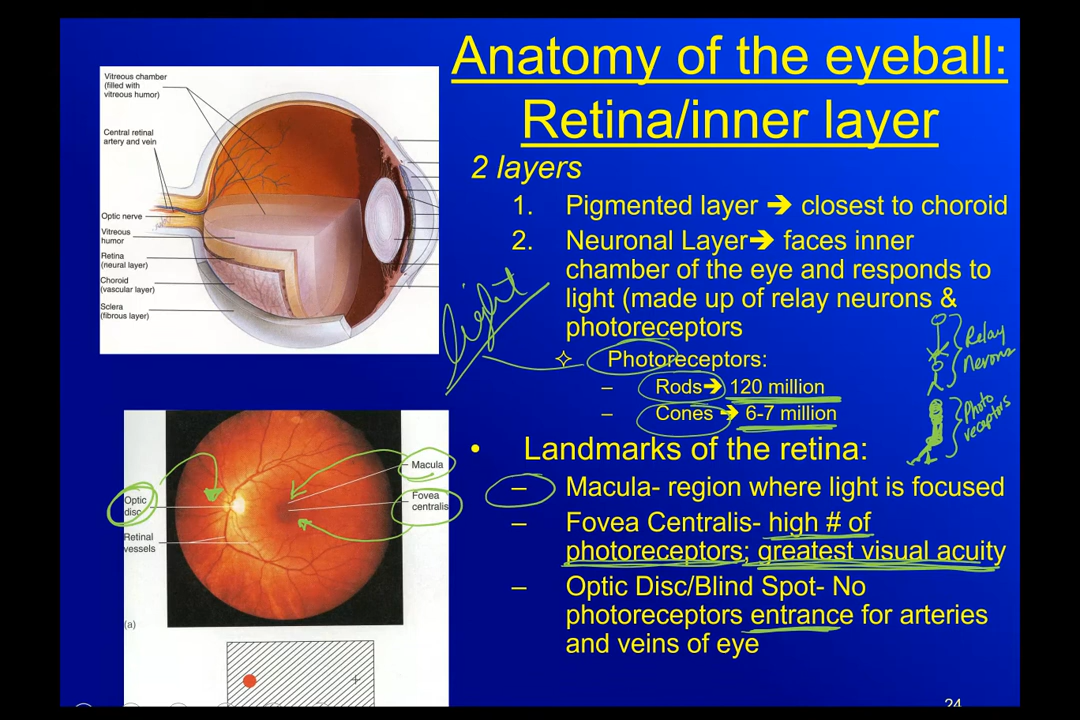 Anatomy of the eyeball:
Retina/inner layer
2 layers
1. Pigmented layer ➔ closest to choroid
2. Neuronal Layer➔ faces inner
chamber of the eye and responds to
light (made up of relay neurons &
photoreceptors
Photoreceptors:
– Rods➔ 120 million
– Cones ➔ 6-7 million
• Landmarks of the retina:
– Macula- region where light is focused
– Fovea Centralis- high # of
photoreceptors; greatest visual acuity
– Optic Disc/Blind Spot- No
photoreceptors entrance for arteries
and veins of eye
Vitreous chamber
(filled with
vitreous humor)
Central retinal
artery and vein
Optic nerve
Vitreous
humor
Retina
(neural layer)
Choroid
(vascular layer)
Sclera
(fibrous layer)
light
Relay
Nerons
Photo
receptors
Macula
Fovea
centralis
Optic
disc
Retinal
vessels
(a)
24